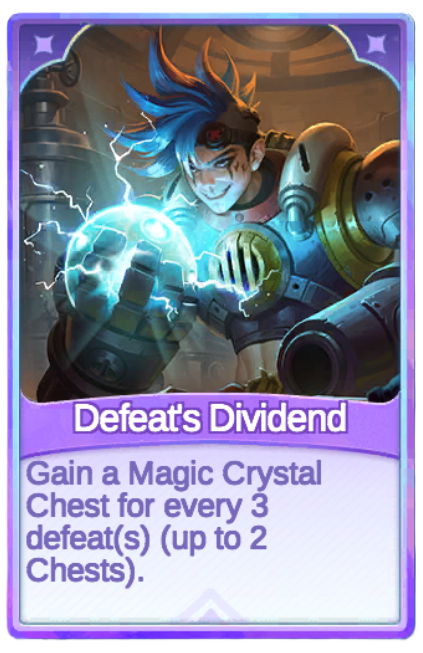 Defeat's Dividend
Gain a Magic Crystal
Chest for every 3
defeat(s) (up to 2
Chests).